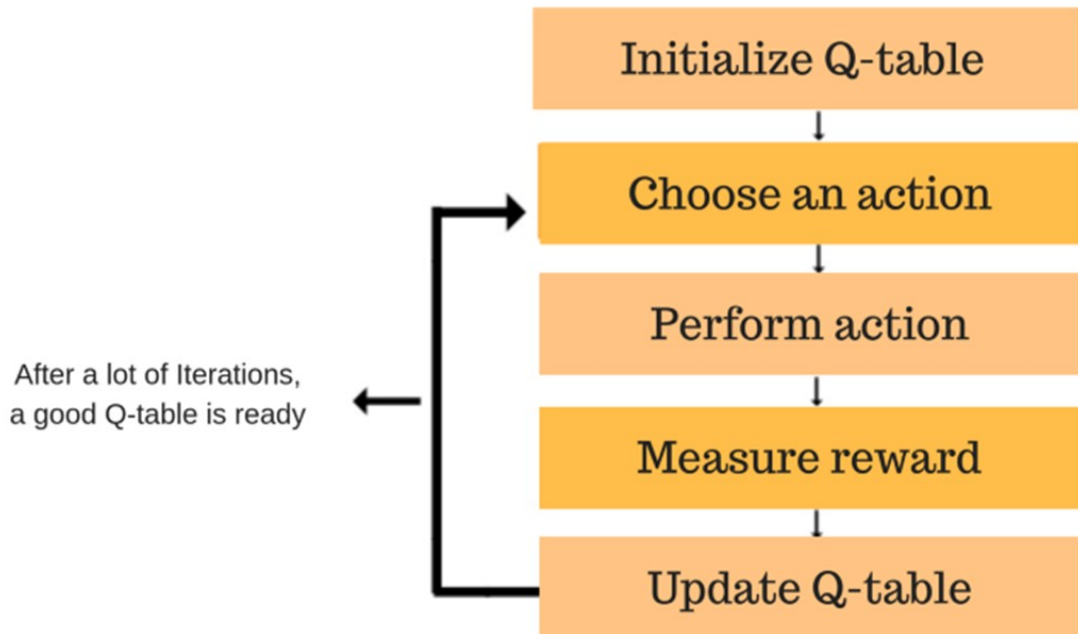 Initialize Q-table
Choose an action
Perform action
After a lot of Iterations,
a good Q-table is ready
Measure reward
Update Q-table